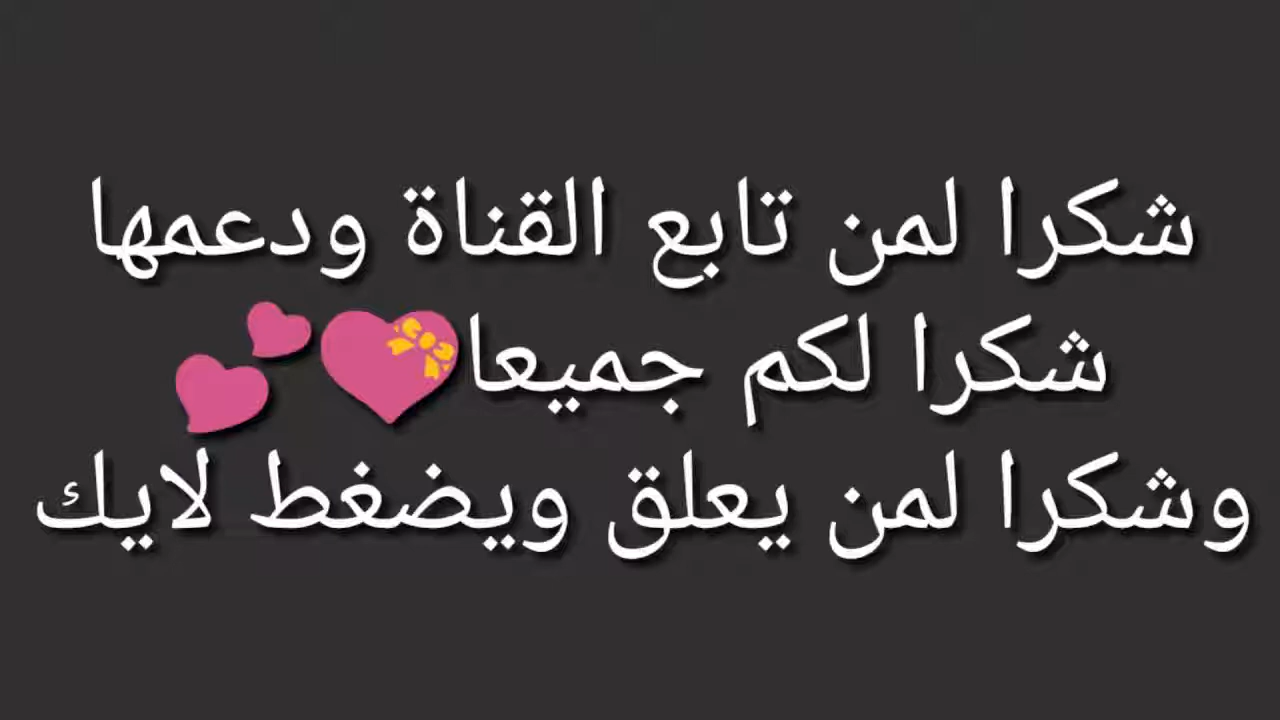 شكرا لمن تابع القناة ودعمها
شكرا لكم جميعا💝💕
وشكرا لمن يعلق ويضغط لايك